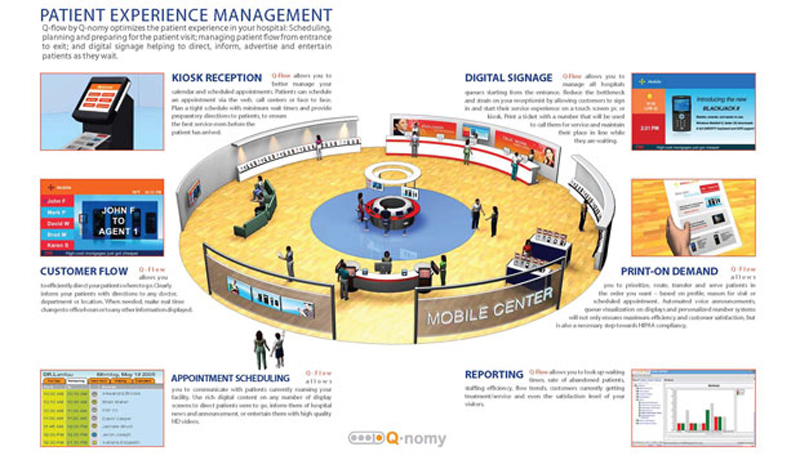 PATIENT EXPERIENCE MANAGEMENT
Q-flow by Q-nomy optimizes the patient experience in your hospital: Scheduling,
planning and preparing for the patient visit; managing patient flow from entrance
to exit; and digital signage helping to direct, inform, advertise and entertain
patients as they wait.
KIOSK RECEPTION Q-Flow allows you to
better manage your
calendar and scheduled appointments. Patients can schedule
an appointment via the web, call centers or face to face.
Plan a tight schedule with minimum wait times and provide
preparatory directions to patients, to ensure
the best service even before the
patient has arrived.
DIGITAL SIGNAGE Q-Flow allows you to
manage all hospitals
queues starting from the entrance. Reduce the bottleneck
and strain on your receptionist by allowing customers to sign
in and start their service experience on a touch screen pc or
kiosk. Print a ticket with a number that will be used
to call them for service and maintain
their place in line while
they are waiting.
Mobile
Introducing the new
BLACKJACK II
2:31 PM
High cost mortgages just got cheaper
Mobile
John F
Mark P
David W
Brad M
Karen S
JOHN F
TO
AGENT 1
High cost mortgages just got cheaper
CUSTOMER FLOW Q-Flow
allows you
to efficiently direct your patients where to go. Clearly
inform your patients with directions to any doctor,
department or location. When needed, make real time
changes to office hours or to any other information displayed.
PRINT-ON DEMAND Q-Flow
allows
you to prioritize, route, transfer and serve patients in
the order you want – based on profile, reason for visit or
scheduled appointment. Automated voice announcements,
queue visualization on displays and personalized number systems
will not only ensures maximum efficiency and customer satisfaction, but
is also a necessary step towards HIPAA compliancy.
MOBILE CENTER
Monday, May 19 2008
APPOINTMENT SCHEDULING Q-Flow
allows
you to communicate with patients currently roaming your
facility. Use rich digital content on any number of display
screens to direct patients were to go, inform them of hospital
news and announcement, or entertain them with high quality
HD videos.
REPORTING Q-Flow allows you to look up waiting
times, rate of abandoned patients,
staffing efficiency, flow trends, customers currently getting
treatment/service and even the satisfaction level of your
visitors.
Q-nomy